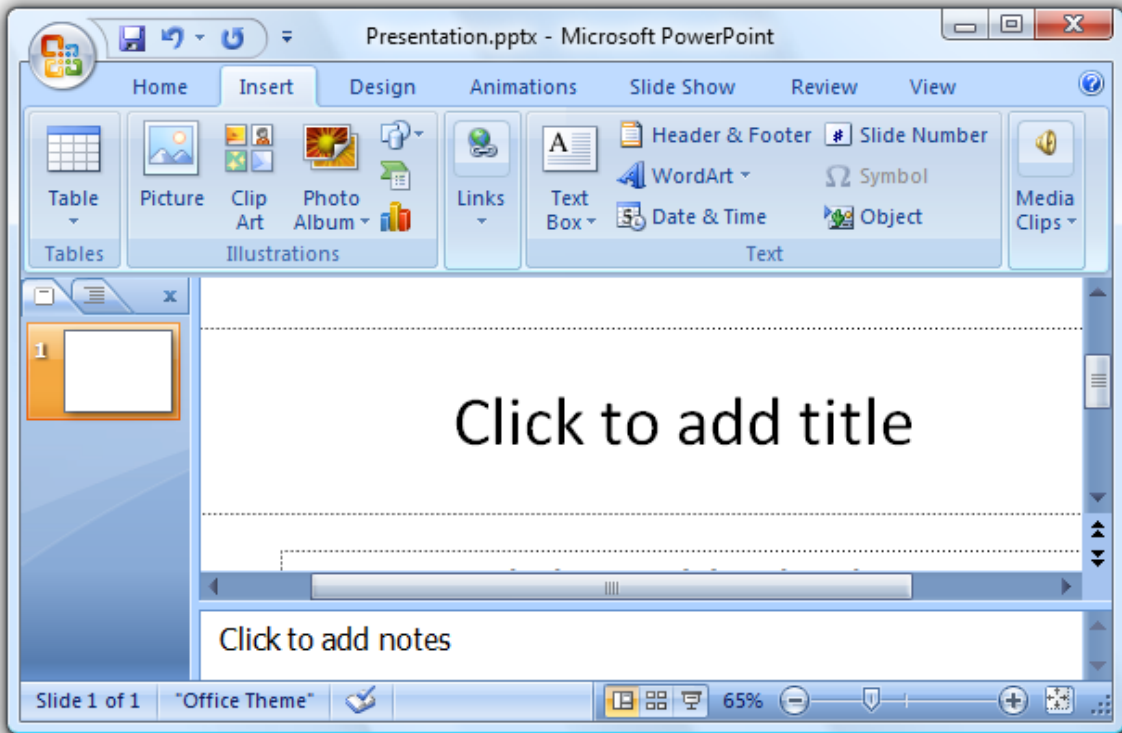 Presentation.pptx - Microsoft PowerPoint
Home Insert Design Animations Slide Show Review View
Table
Picture
Clip Art
Photo Album
Links
Text Box
Header & Footer
WordArt
Date & Time
# Slide Number
Ω Symbol
Object
Media Clips
Tables
Illustrations
Text
1
Click to add title
Click to add notes
Slide 1 of 1 "Office Theme" 65%